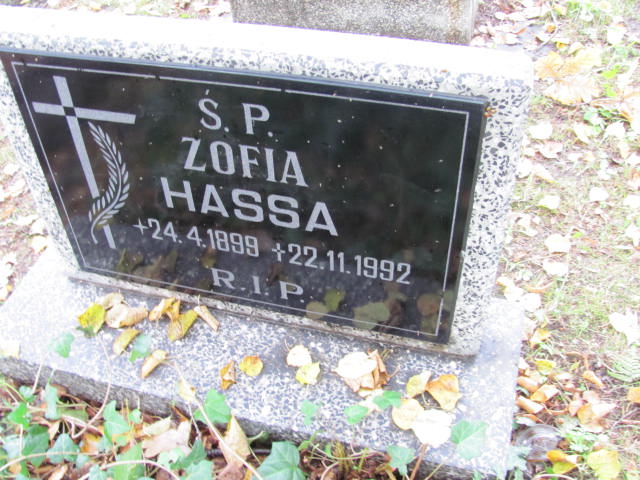 Ś. P.
ZOFIA
HASSA
+24.4.1899 +22.11.1992
R.I.P.